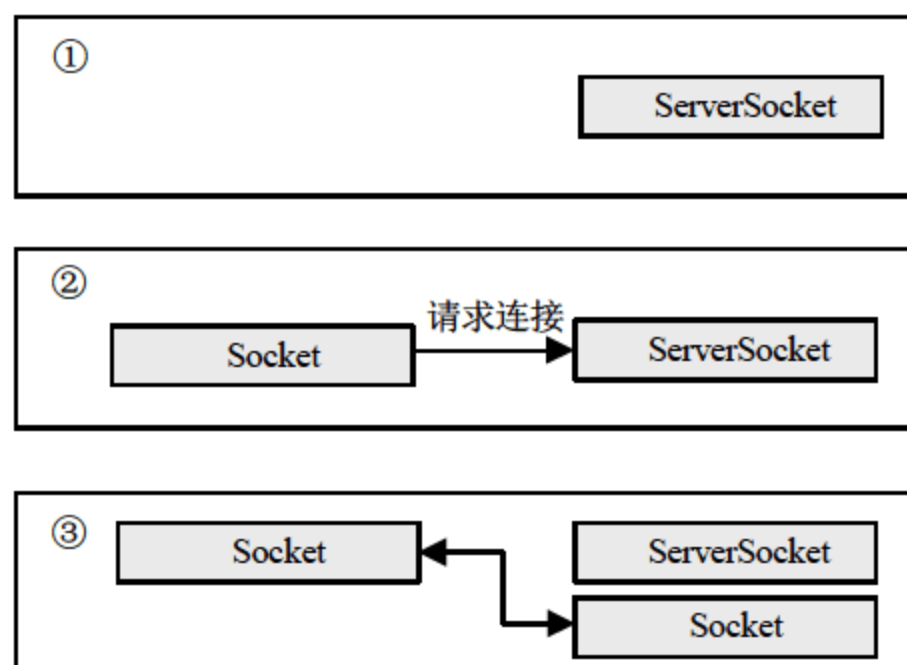 ①
ServerSocket
②
请求连接
Socket
ServerSocket
③
Socket
ServerSocket
Socket